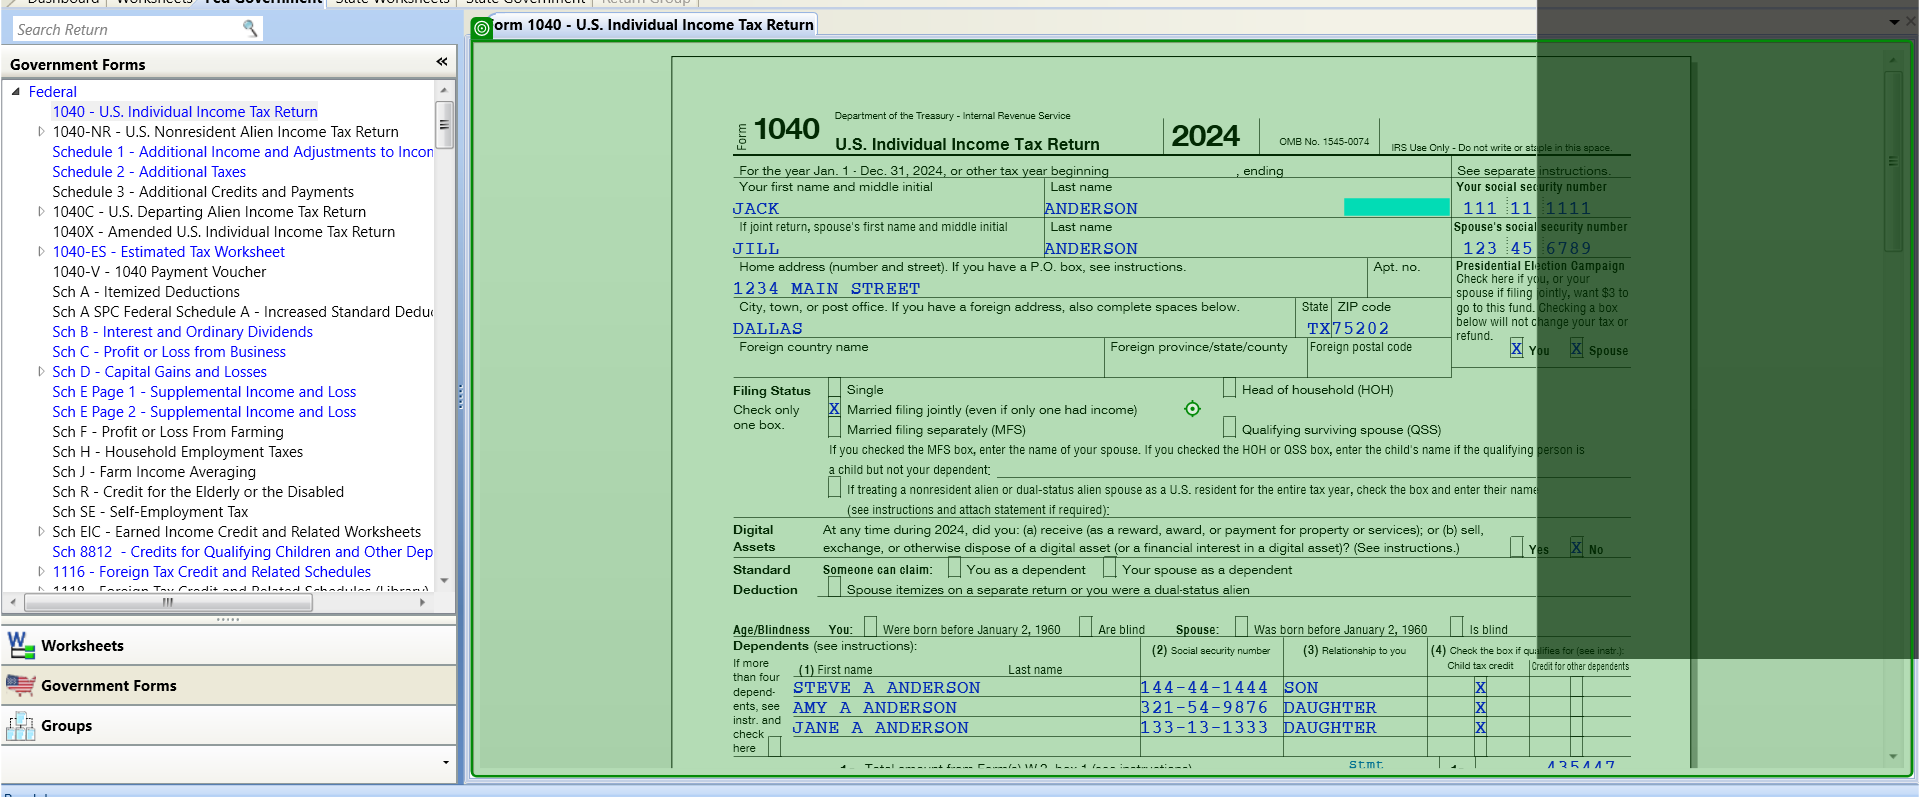 Dashboard Worksheets Fed Government State Worksheets State Government Return Group
Search Return
Government Forms
Federal
1040 - U.S. Individual Income Tax Return
1040-NR - U.S. Nonresident Alien Income Tax Return
Schedule 1 - Additional Income and Adjustments to Incon
Schedule 2 - Additional Taxes
Schedule 3 - Additional Credits and Payments
1040C - U.S. Departing Alien Income Tax Return
1040X - Amended U.S. Individual Income Tax Return
1040-ES - Estimated Tax Worksheet
1040-V - 1040 Payment Voucher
Sch A - Itemized Deductions
Sch A SPC Federal Schedule A - Increased Standard Deduc
Sch B - Interest and Ordinary Dividends
Sch C - Profit or Loss from Business
Sch D - Capital Gains and Losses
Sch E Page 1 - Supplemental Income and Loss
Sch E Page 2 - Supplemental Income and Loss
Sch F - Profit or Loss From Farming
Sch H - Household Employment Taxes
Sch J - Farm Income Averaging
Sch R - Credit for the Elderly or the Disabled
Sch SE - Self-Employment Tax
Sch EIC - Earned Income Credit and Related Worksheets
Sch 8812 - Credits for Qualifying Children and Other Dep
1116 - Foreign Tax Credit and Related Schedules
1118 - Foreign Tax Credit and Related Schedules (Library)
Worksheets
Government Forms
Groups
orm 1040 - U.S. Individual Income Tax Return
Form 1040 Department of the Treasury - Internal Revenue Service
U.S. Individual Income Tax Return 2024 OMB No. 1545-0074 IRS Use Only - Do not write or staple in this space.
For the year Jan. 1 - Dec. 31, 2024, or other tax year beginning , ending See separate instructions.
Your first name and middle initial Last name Your social security number
JACK ANDERSON 111 11 1111
If joint return, spouse's first name and middle initial Last name Spouse's social security number
JILL ANDERSON 123 45 6789
Home address (number and street). If you have a P.O. box, see instructions. Apt. no.
1234 MAIN STREET
City, town, or post office. If you have a foreign address, also complete spaces below. State ZIP code
DALLAS TX 75202
Foreign country name Foreign province/state/county Foreign postal code
Presidential Election Campaign
Check here if you, or your
spouse if filing jointly, want $3 to
go to this fund. Checking a box
below will not change your tax or
refund.
X You X Spouse
Filing Status Single Head of household (HOH)
Check only X Married filing jointly (even if only one had income)
one box. Married filing separately (MFS) Qualifying surviving spouse (QSS)
If you checked the MFS box, enter the name of your spouse. If you checked the HOH or QSS box, enter the child's name if the qualifying person is
a child but not your dependent:
If treating a nonresident alien or dual-status alien spouse as a U.S. resident for the entire tax year, check the box and enter their name
(see instructions and attach statement if required):
Digital At any time during 2024, did you: (a) receive (as a reward, award, or payment for property or services); or (b) sell,
Assets exchange, or otherwise dispose of a digital asset (or a financial interest in a digital asset)? (See instructions.) Yes X No
Standard Someone can claim: You as a dependent Your spouse as a dependent
Deduction Spouse itemizes on a separate return or you were a dual-status alien
Age/Blindness You: Were born before January 2, 1960 Are blind Spouse: Was born before January 2, 1960 Is blind
Dependents (see instructions): (2) Social security number (3) Relationship to you (4) Check the box if qualifies for (see instr.):
(1) First name Last name Child tax credit Credit for other dependents
If more
than four
depend-
ents, see
instr. and
check
here
STEVE A ANDERSON 144-44-1444 SON X
AMY A ANDERSON 321-54-9876 DAUGHTER X
JANE A ANDERSON 133-13-1333 DAUGHTER X
Total amount from Form(s) W-2, box 1 (see instructions) stmt 435447